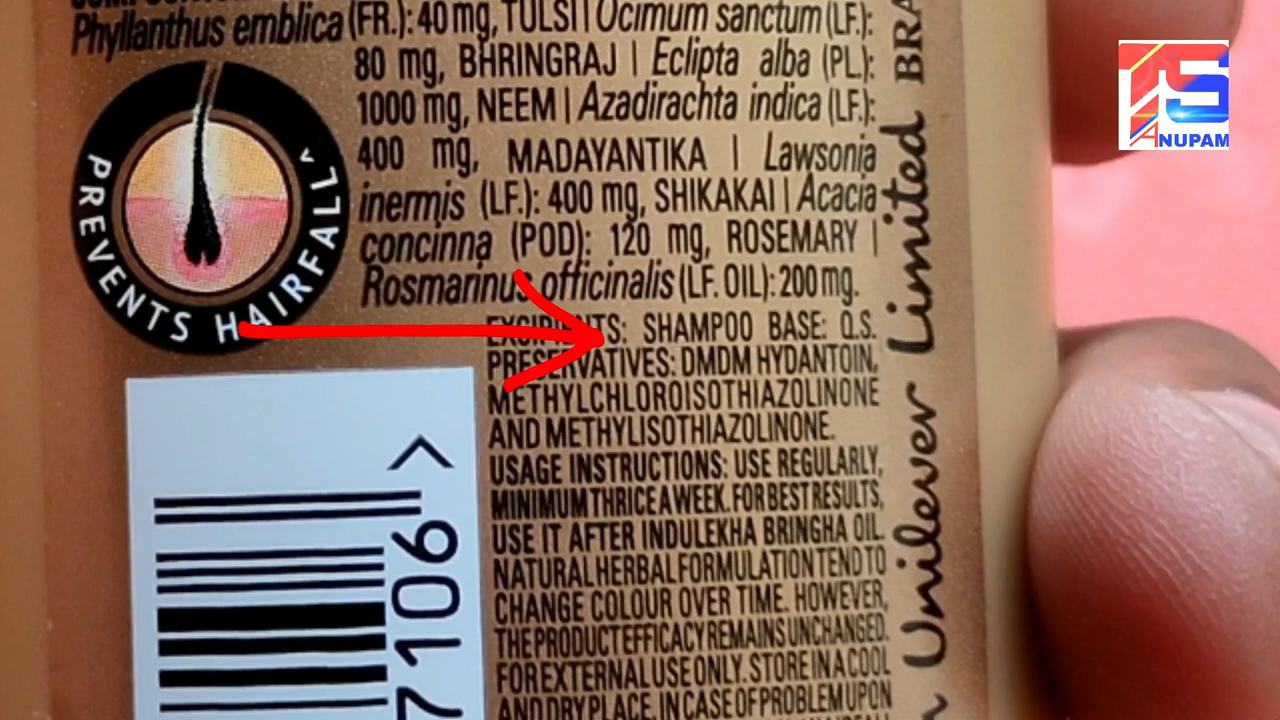 Phyllanthus emblica (FR.): 40 mg, TULSI | Ocimum sanctum (LF.):
80 mg, BHRINGRAJ | Eclipta alba (PL.):
1000 mg, NEEM | Azadirachta indica (LF.):
400 mg, MADAYANTIKA | Lawsonia
inermis (LF.): 400 mg, SHIKAKAI | Acacia
concinna (POD): 120 mg, ROSEMARY |
Rosmarinus officinalis (LF. OIL): 200 mg.
EXCIPIENTS: SHAMPOO BASE: Q.S.
PRESERVATIVES: DMDM HYDANTOIN,
METHYLCHLOROISOTHIAZOLINONE
AND METHYLISOTHIAZOLINONE.
USAGE INSTRUCTIONS: USE REGULARLY,
MINIMUM THRICE A WEEK. FOR BEST RESULTS,
USE IT AFTER INDULEKHA BRINGHA OIL.
NATURAL HERBAL FORMULATION TEND TO
CHANGE COLOUR OVER TIME. HOWEVER,
THE PRODUCT EFFICACY REMAINS UNCHANGED.
FOR EXTERNAL USE ONLY. STORE IN A COOL
AND DRY PLACE. IN CASE OF PROBLEM UPON
PREVENTS HAIRFALL^
7106 >
Unilever Limited BRA
ANUPAM